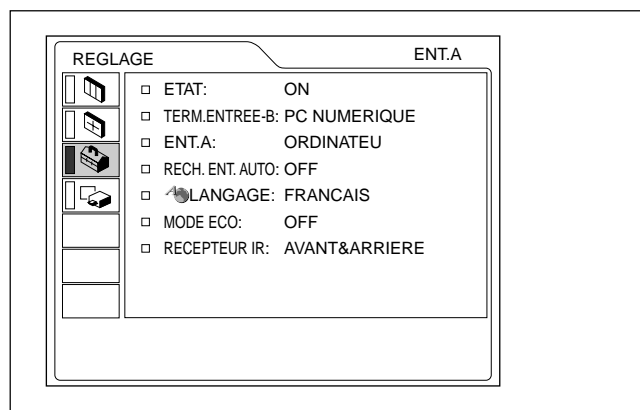 REGLAGE ENT.A
ETAT: ON
TERM.ENTREE-B: PC NUMERIQUE
ENT.A: ORDINATEU
RECH. ENT. AUTO: OFF
LANGAGE: FRANCAIS
MODE ECO: OFF
RECEPTEUR IR: AVANT&ARRIERE